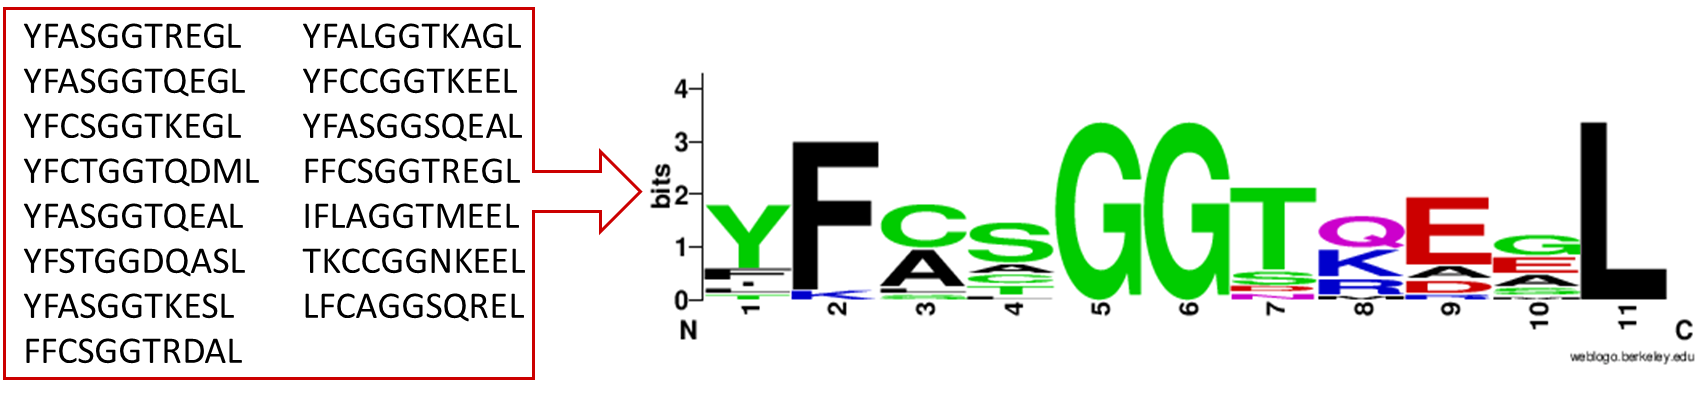 YFASGGTREGL YFALGGTKAGL
YFASGGTQEGL YFCCGGTKEEL
YFCSGGTKEGL YFASGGSQEAL
YFCTGGTQDML FFCSGGTREGL
YFASGGTQEAL IFLAGGTMEEL
YFSTGGDQASL TKCCGGNKEEL
YFASGGTKESL LFCAGGSQREL
FFCSGGTRDAL
bits
4
3
2
1
0
Y F I L T
F K
C A L S
S A C T L
G
G
T S D N
Q K R M
E A D R
G E A S M
L
N 1 2 3 4 5 6 7 8 9 10 11 C
weblogo.berkeley.edu